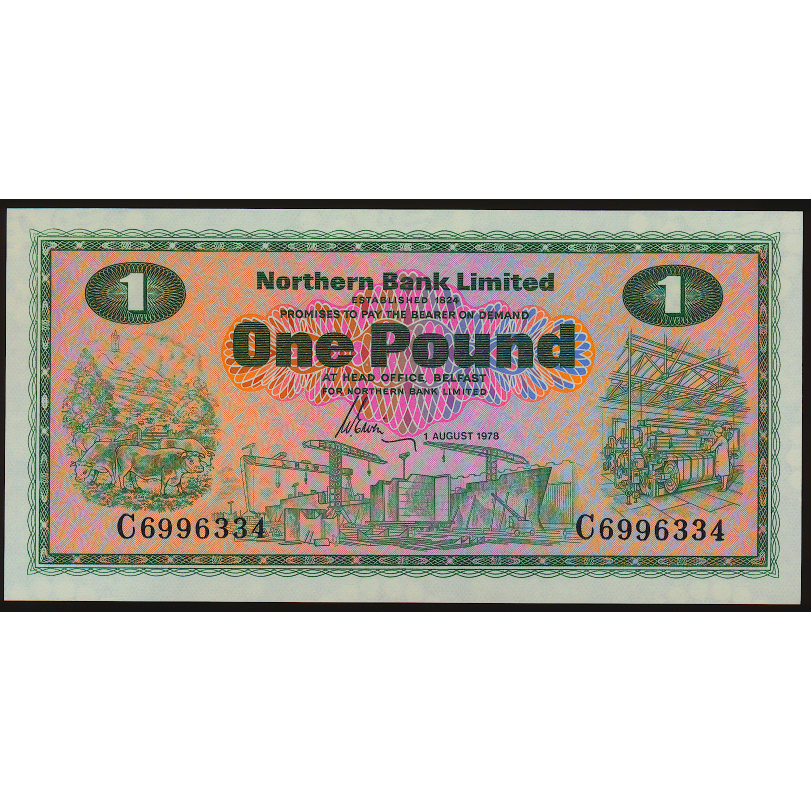 1 Northern Bank Limited 1
ESTABLISHED 1824
PROMISES TO PAY THE BEARER ON DEMAND
One Pound
AT HEAD OFFICE, BELFAST
FOR NORTHERN BANK LIMITED
1 AUGUST 1978
C6996334 C6996334